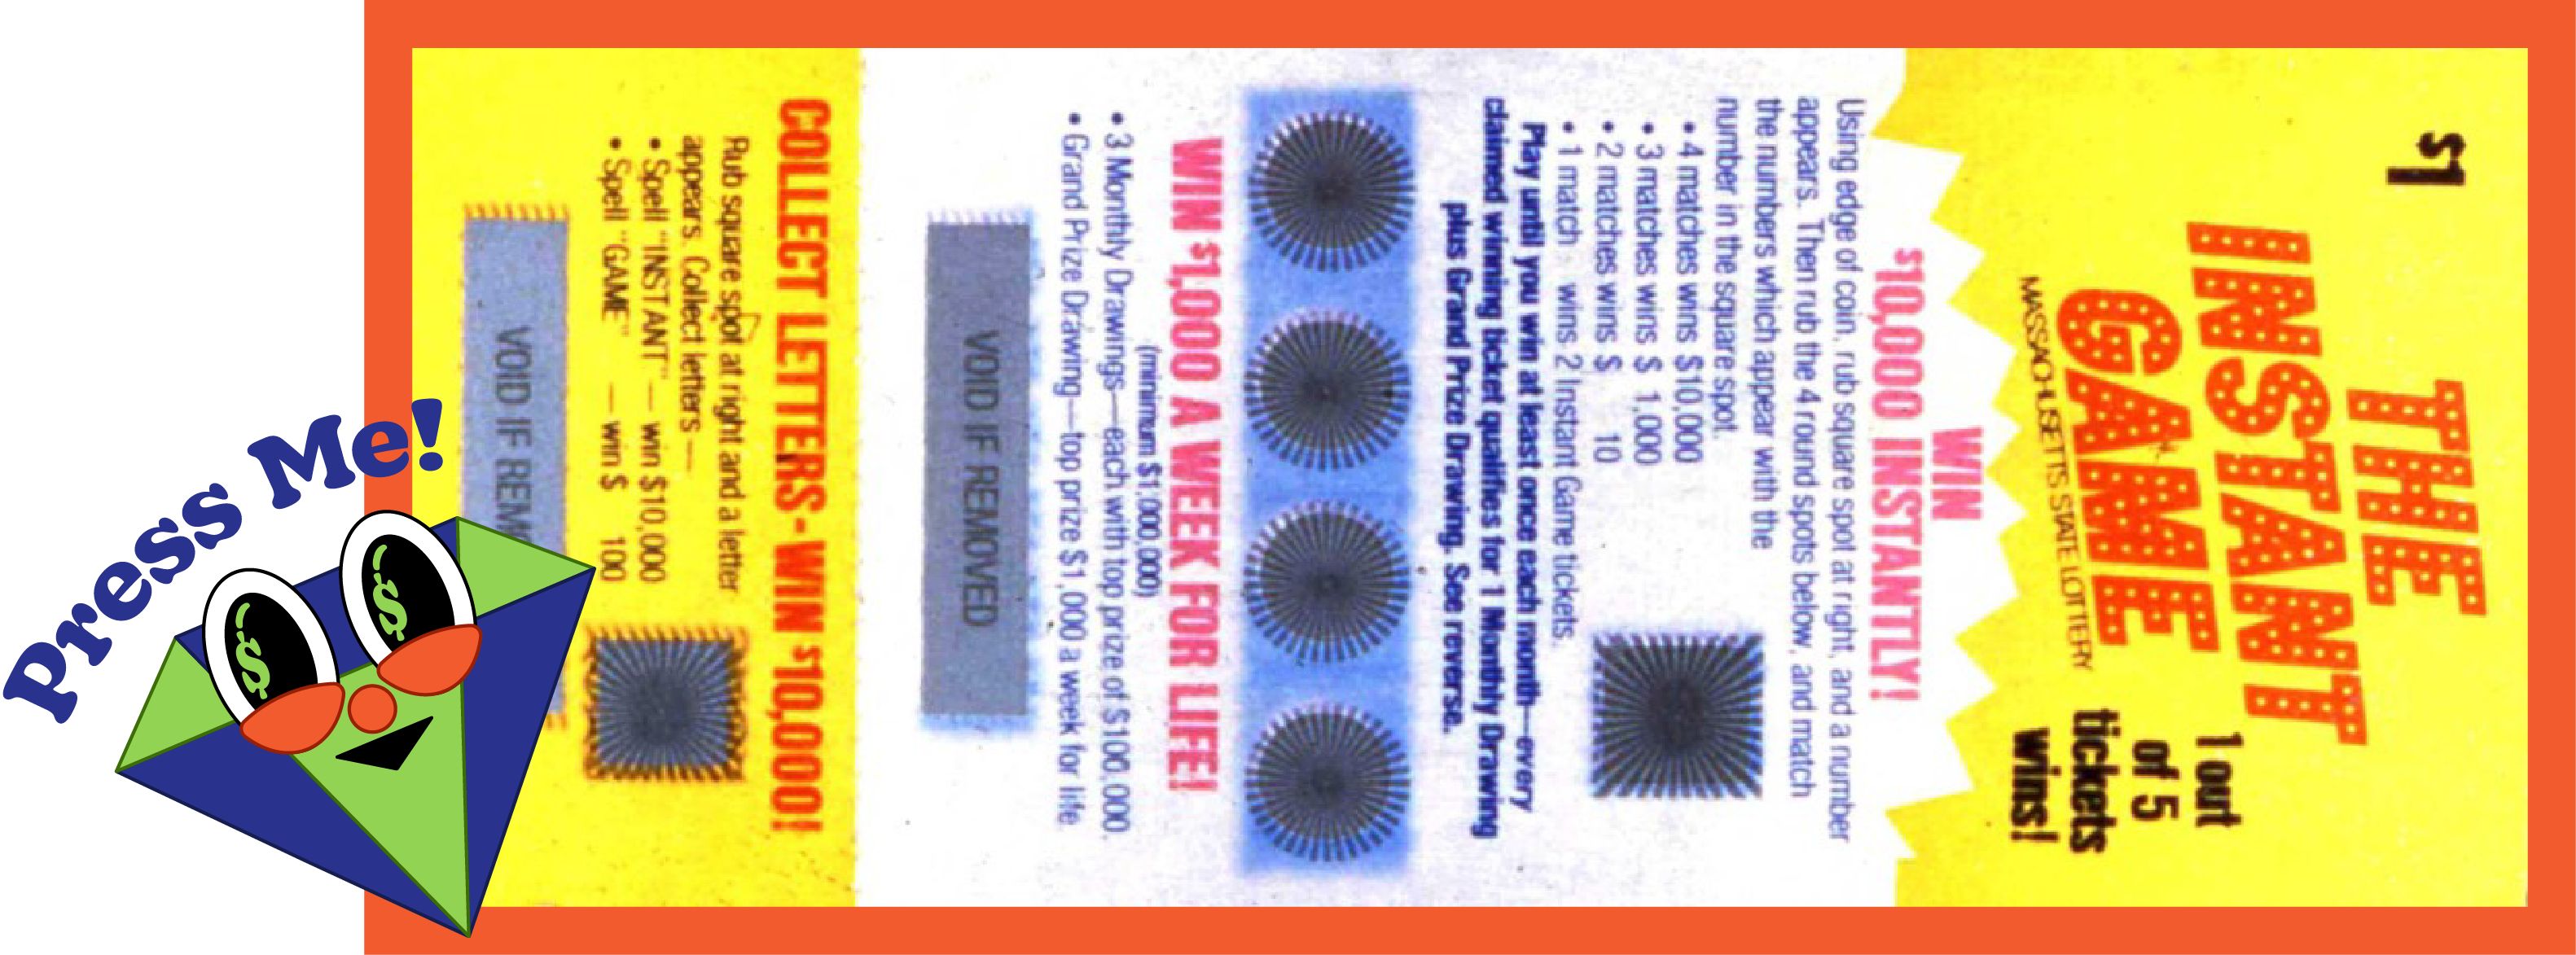 Press Me!
$1
THE
INSTANT
GAME
MASSACHUSETTS STATE LOTTERY
1 out
of 5
tickets
wins!
WIN
$10,000 INSTANTLY!
Using edge of coin, rub square spot at right, and a number
appears. Then rub the 4 round spots below, and match
the numbers which appear with the
number in the square spot.
• 4 matches wins $10,000
• 3 matches wins $ 1,000
• 2 matches wins $ 10
• 1 match wins 2 Instant Game tickets.
Play until you win at least once each month—every
claimed winning ticket qualifies for 1 Monthly Drawing
plus Grand Prize Drawing. See reverse.
WIN $1,000 A WEEK FOR LIFE!
(minimum $1,000,000)
• 3 Monthly Drawings—each with top prize of $100,000.
• Grand Prize Drawing—top prize $1,000 a week for life.
VOID IF REMOVED
COLLECT LETTERS-WIN $10,000!
Rub square spot at right and a letter
appears. Collect letters—
• Spell "INSTANT" — win $10,000
• Spell "GAME" — win $ 100
VOID IF REMO